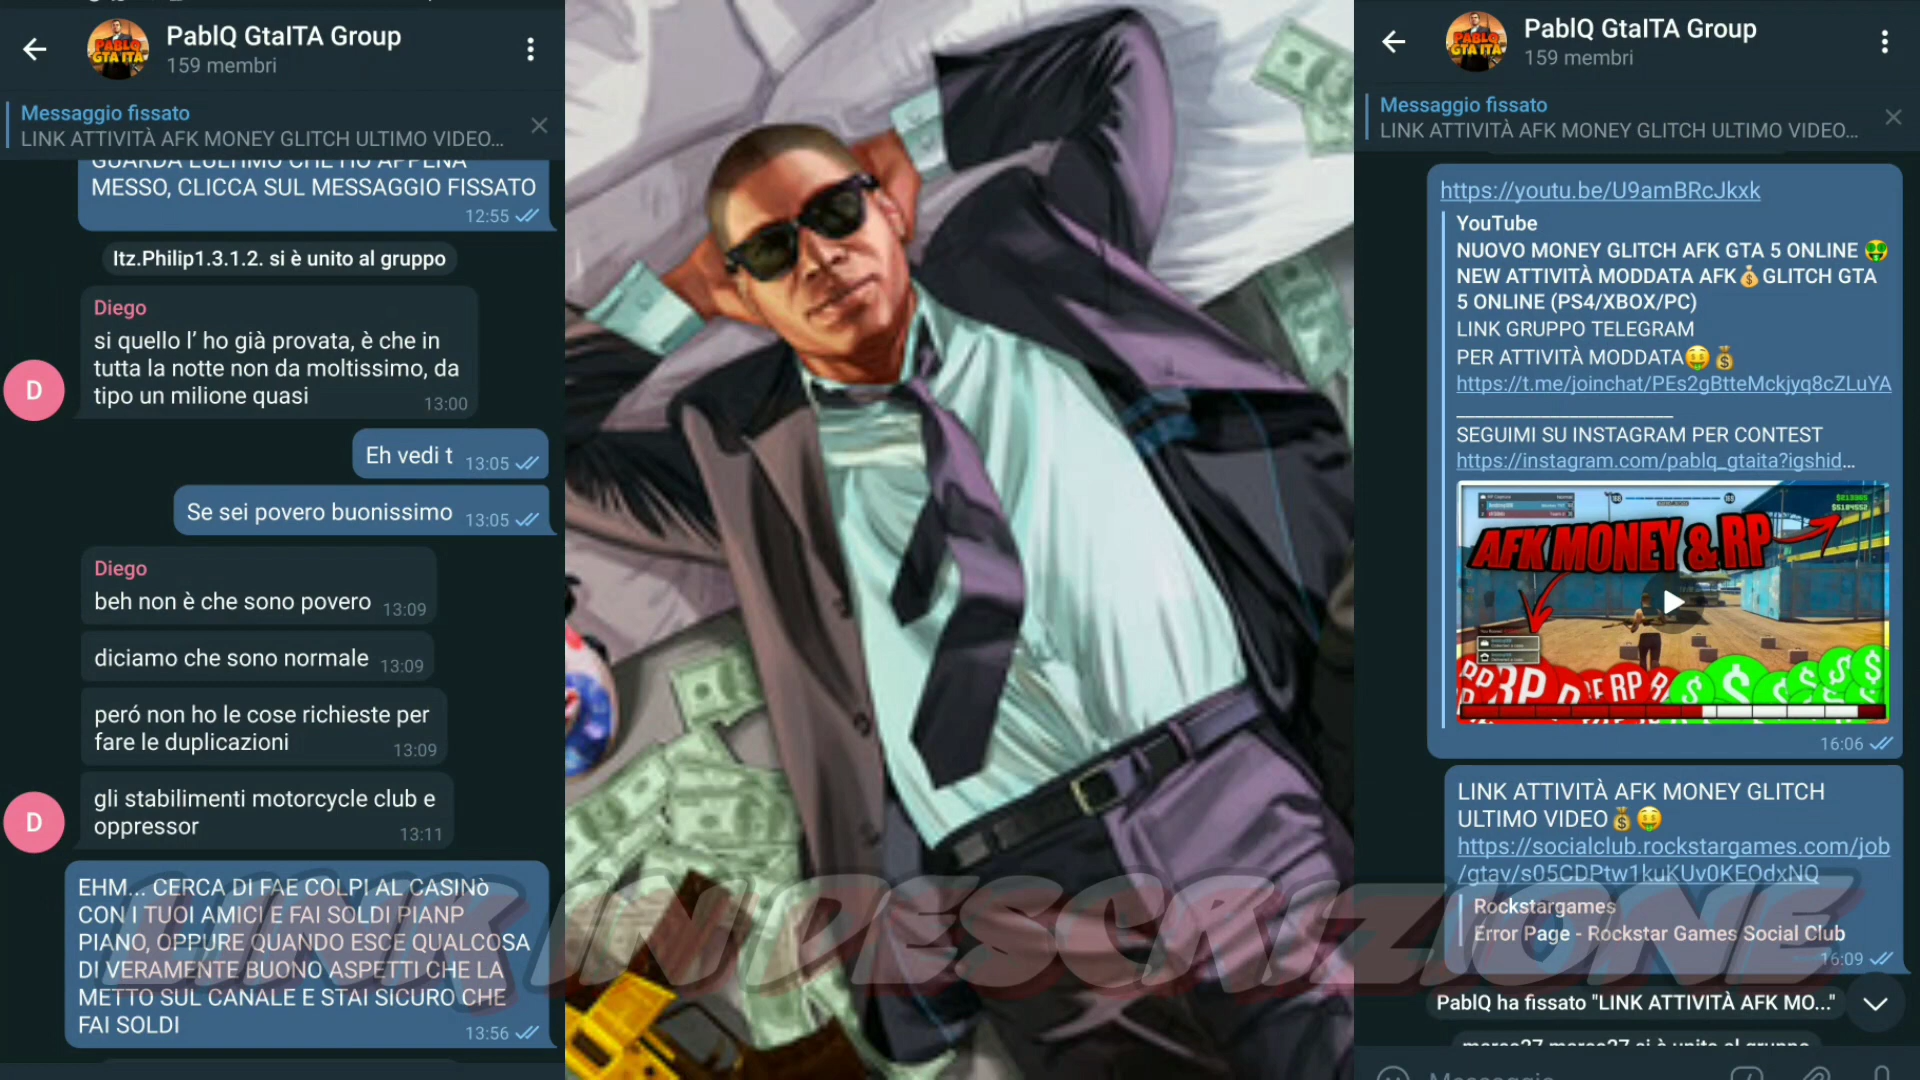 PablQ GtaITA Group
159 membri
Messaggio fissato
LINK ATTIVITÀ AFK MONEY GLITCH ULTIMO VIDEO...
GUARDA L'ULTIMO CHE HO APPENA
MESSO, CLICCA SUL MESSAGGIO FISSATO
12:55
Itz.Philip1.3.1.2. si è unito al gruppo
Diego
si quello l' ho già provata, è che in
tutta la notte non da moltissimo, da
tipo un milione quasi
13:00
D
Eh vedi t 13:05
Se sei povero buonissimo 13:05
Diego
beh non è che sono povero 13:09
diciamo che sono normale 13:09
peró non ho le cose richieste per
fare le duplicazioni 13:09
gli stabilimenti motorcycle club e
oppressor 13:11
D
EHM... CERCA DI FAE COLPI AL CASINò
CON I TUOI AMICI E FAI SOLDI PIANP
PIANO, OPPURE QUANDO ESCE QUALCOSA
DI VERAMENTE BUONO ASPETTI CHE LA
METTO SUL CANALE E STAI SICURO CHE
FAI SOLDI 13:56
LINK IN DESCRIZIONE
PablQ GtaITA Group
159 membri
Messaggio fissato
LINK ATTIVITÀ AFK MONEY GLITCH ULTIMO VIDEO...
https://youtu.be/U9amBRcJkxk
YouTube
NUOVO MONEY GLITCH AFK GTA 5 ONLINE 🤑
NEW ATTIVITÀ MODDATA AFK💰GLITCH GTA
5 ONLINE (PS4/XBOX/PC)
LINK GRUPPO TELEGRAM
PER ATTIVITÀ MODDATA🤑💰
https://t.me/joinchat/PEs2gBtteMckjyq8cZLuYA
SEGUIMI SU INSTAGRAM PER CONTEST
https://instagram.com/pablq_gtaita?igshid...
AFK MONEY & RP
16:06
LINK ATTIVITÀ AFK MONEY GLITCH
ULTIMO VIDEO💰🤑
https://socialclub.rockstargames.com/job
/gtav/s05CDPtw1kuKUv0KEOdxNQ
Rockstargames
Error Page - Rockstar Games Social Club
16:09
PablQ ha fissato "LINK ATTIVITÀ AFK MO..."